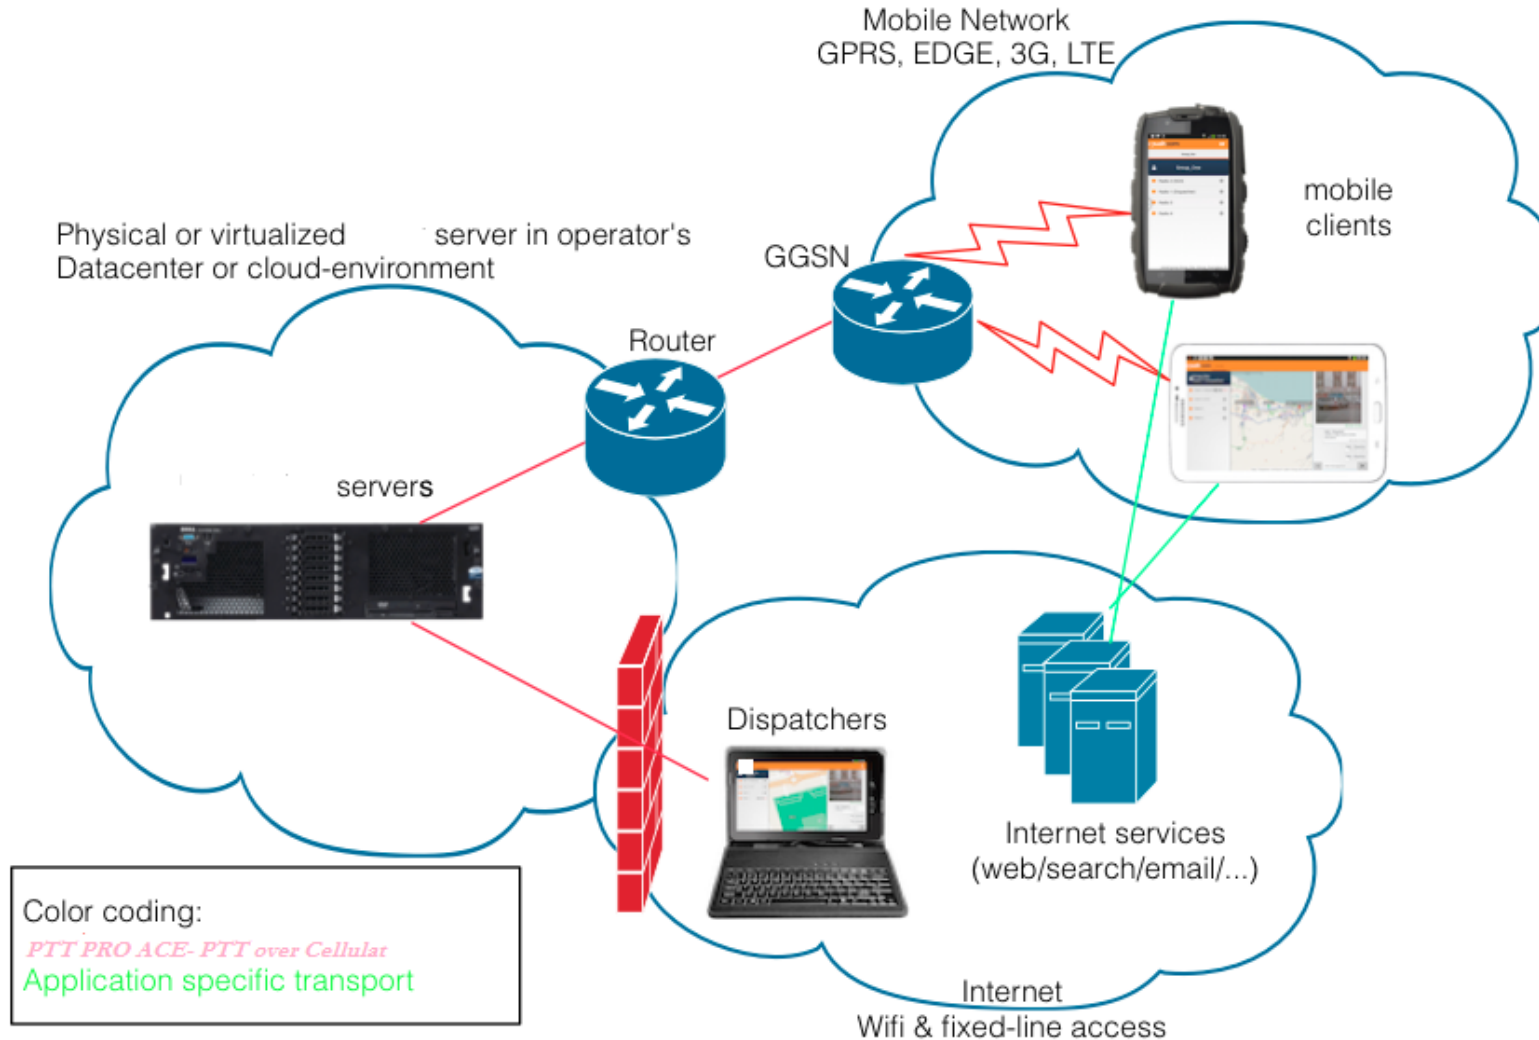 Mobile Network
GPRS, EDGE, 3G, LTE
mobile
clients
Physical or virtualized server in operator's
Datacenter or cloud-environment
GGSN
Router
servers
Dispatchers
Internet services
(web/search/email/...)
Color coding:
PTT PRO ACE- PTT over Cellulat
Application specific transport
Internet
Wifi & fixed-line access